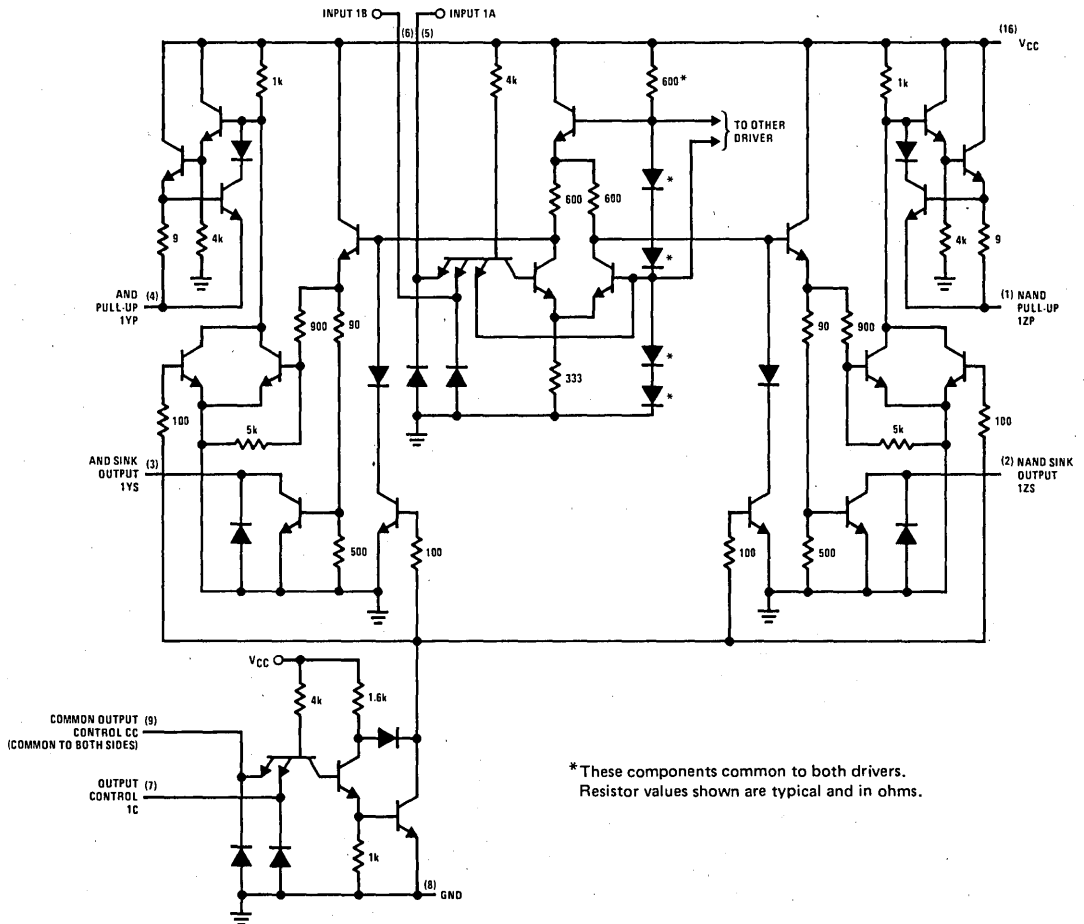 INPUT 1B
INPUT 1A
(6) (5)
(16)
VCC
1k
4k
600*
1k
TO OTHER
DRIVER
*
600
600
9
4k
*
4k
9
AND (4)
PULL-UP
1YP
(1) NAND
PULL-UP
1ZP
900
90
90
900
333
*
*
100
5k
5k
100
AND SINK (3)
OUTPUT
1YS
(2) NAND SINK
OUTPUT
1ZS
500
100
100
500
VCC
4k
1.6k
COMMON OUTPUT (9)
CONTROL CC
(COMMON TO BOTH SIDES)
OUTPUT (7)
CONTROL
1C
1k
(8)
GND
*These components common to both drivers.
Resistor values shown are typical and in ohms.